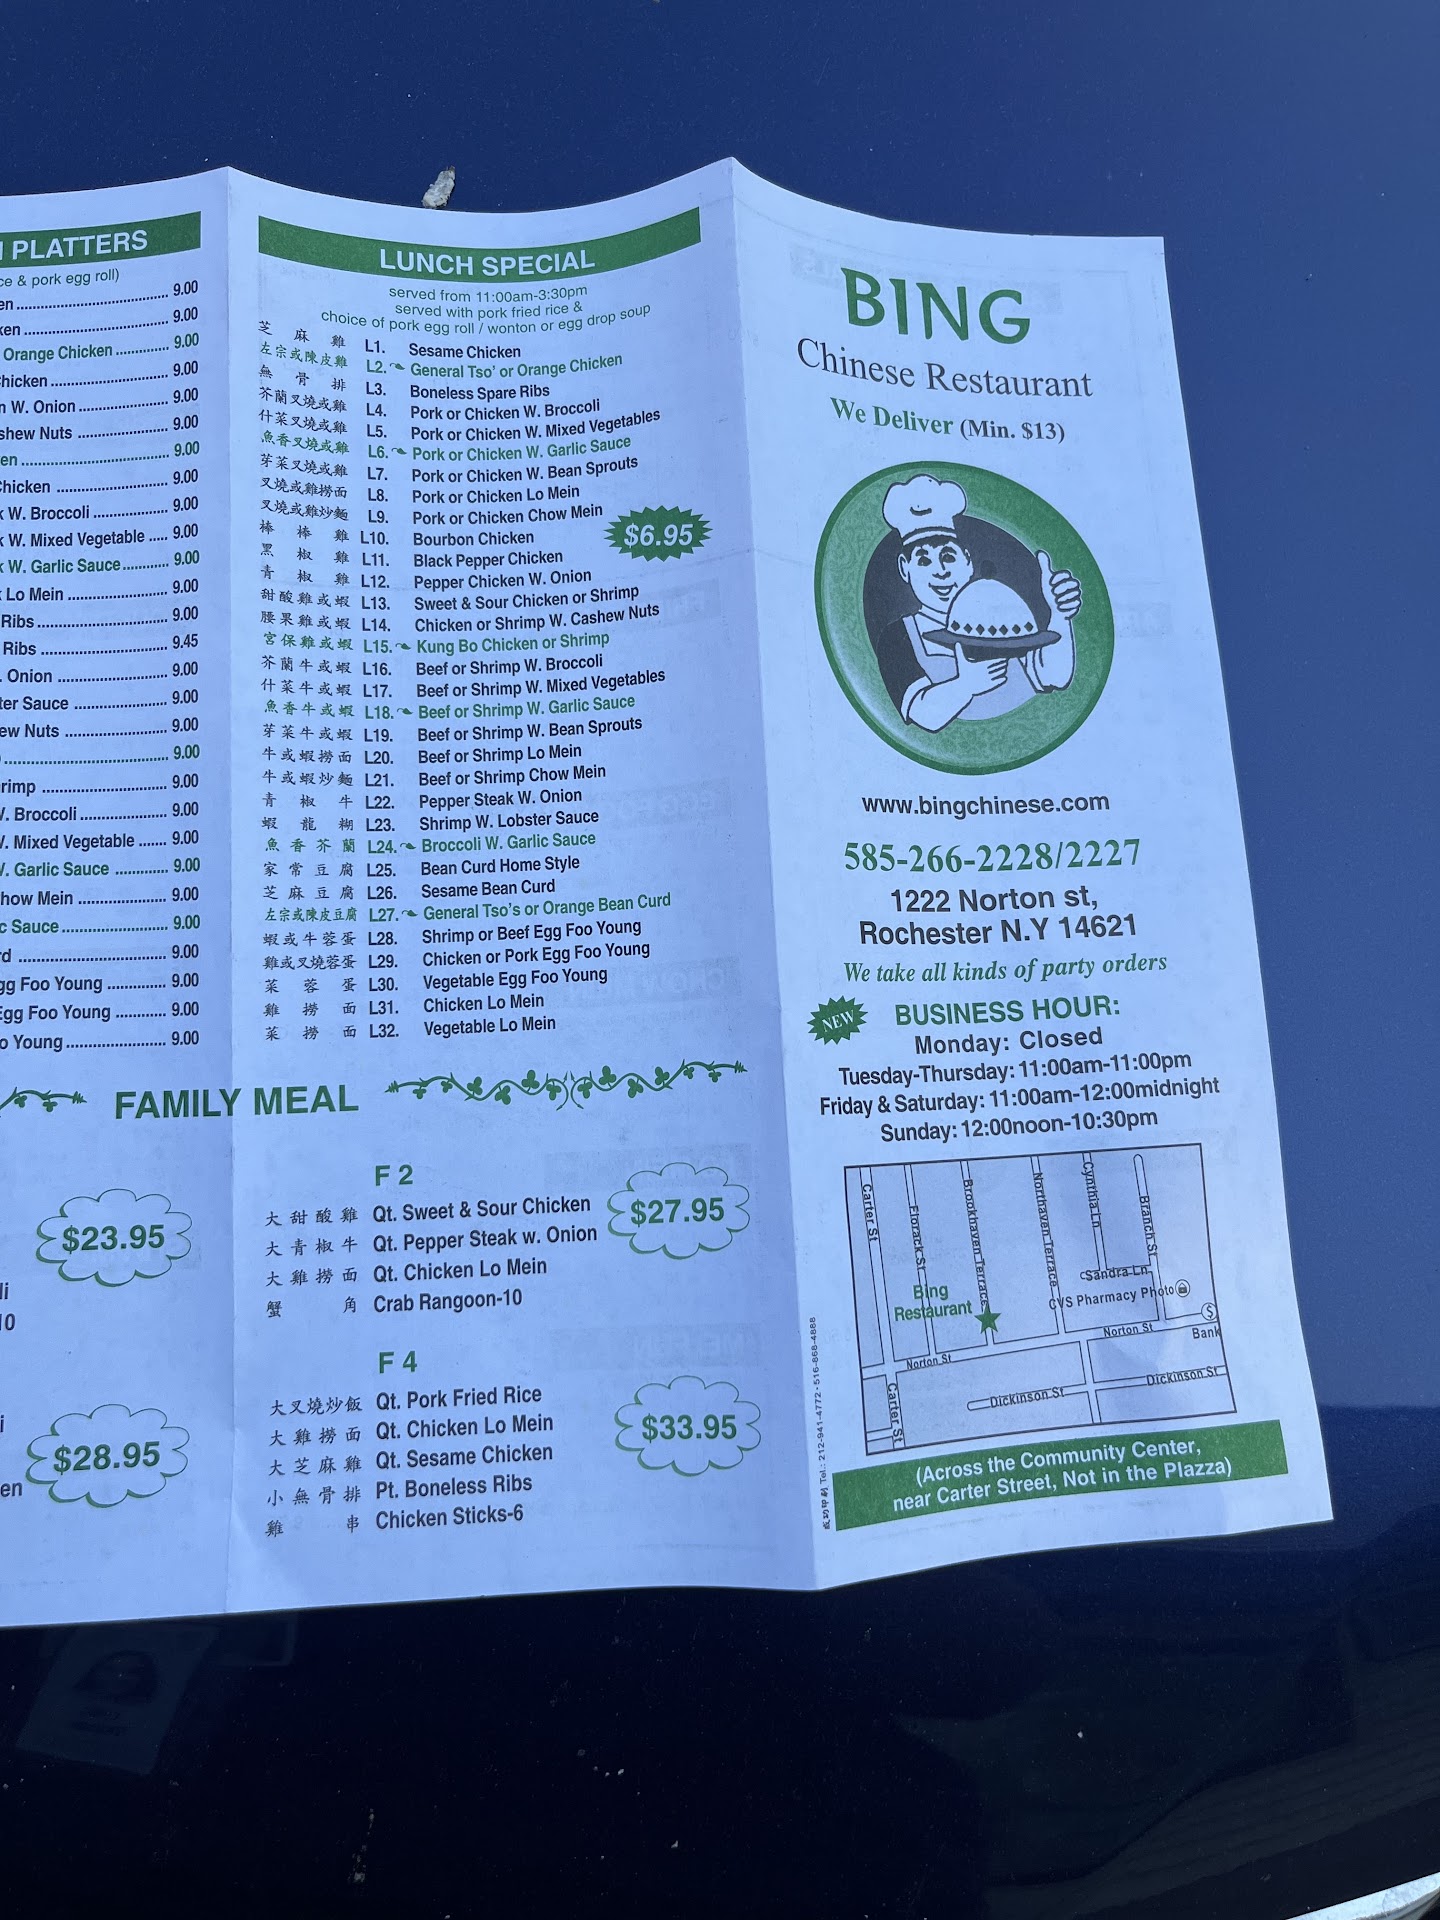 PLATTERS
ce & pork egg roll)
9.00
9.00
Orange Chicken 9.00
9.00
W. Onion 9.00
Nuts 9.00
9.00
9.00
W. Broccoli 9.00
W. Mixed Vegetable 9.00
W. Garlic Sauce 9.00
Lo Mein 9.00
Ribs 9.00
Ribs 9.45
Onion 9.00
Sauce 9.00
Nuts 9.00
9.00
9.00
Broccoli 9.00
Mixed Vegetable 9.00
Garlic Sauce 9.00
Mein 9.00
Sauce 9.00
9.00
Foo Young 9.00
Egg Foo Young 9.00
Young 9.00
LUNCH SPECIAL
served from 11:00am-3:30pm
served with pork fried rice &
choice of pork egg roll / wonton or egg drop soup
芝麻雞 L1. Sesame Chicken
左宗或陳皮雞 L2. General Tso' or Orange Chicken
無骨排 L3. Boneless Spare Ribs
芥蘭叉燒或雞 L4. Pork or Chicken W. Broccoli
什菜叉燒或雞 L5. Pork or Chicken W. Mixed Vegetables
魚香叉燒或雞 L6. Pork or Chicken W. Garlic Sauce
芽菜叉燒或雞 L7. Pork or Chicken W. Bean Sprouts
叉燒或雞撈面 L8. Pork or Chicken Lo Mein
叉燒或雞炒麵 L9. Pork or Chicken Chow Mein
棒棒雞 L10. Bourbon Chicken
$6.95
黑椒雞 L11. Black Pepper Chicken
青椒雞 L12. Pepper Chicken W. Onion
甜酸雞或蝦 L13. Sweet & Sour Chicken or Shrimp
腰果雞或蝦 L14. Chicken or Shrimp W. Cashew Nuts
宮保雞或蝦 L15. Kung Bo Chicken or Shrimp
芥蘭牛或蝦 L16. Beef or Shrimp W. Broccoli
什菜牛或蝦 L17. Beef or Shrimp W. Mixed Vegetables
魚香牛或蝦 L18. Beef or Shrimp W. Garlic Sauce
芽菜牛或蝦 L19. Beef or Shrimp W. Bean Sprouts
牛或蝦撈面 L20. Beef or Shrimp Lo Mein
牛或蝦炒麵 L21. Beef or Shrimp Chow Mein
青椒牛 L22. Pepper Steak W. Onion
蝦龍糊 L23. Shrimp W. Lobster Sauce
魚香芥蘭 L24. Broccoli W. Garlic Sauce
家常豆腐 L25. Bean Curd Home Style
芝麻豆腐 L26. Sesame Bean Curd
左宗或陳皮豆腐 L27. General Tso's or Orange Bean Curd
蝦或牛蓉蛋 L28. Shrimp or Beef Egg Foo Young
雞或叉燒蓉蛋 L29. Chicken or Pork Egg Foo Young
菜蓉蛋 L30. Vegetable Egg Foo Young
雞撈面 L31. Chicken Lo Mein
菜撈面 L32. Vegetable Lo Mein
FAMILY MEAL
$23.95
$28.95
F 2
$27.95
大甜酸雞 Qt. Sweet & Sour Chicken
大青椒牛 Qt. Pepper Steak w. Onion
大雞撈面 Qt. Chicken Lo Mein
蟹角 Crab Rangoon-10
F 4
$33.95
大叉燒炒飯 Qt. Pork Fried Rice
大雞撈面 Qt. Chicken Lo Mein
大芝麻雞 Qt. Sesame Chicken
小無骨排 Pt. Boneless Ribs
雞串 Chicken Sticks-6
BING
Chinese Restaurant
We Deliver (Min. $13)
www.bingchinese.com
585-266-2228/2227
1222 Norton st,
Rochester N.Y 14621
We take all kinds of party orders
NEW
BUSINESS HOUR:
Monday: Closed
Tuesday-Thursday: 11:00am-11:00pm
Friday & Saturday: 11:00am-12:00midnight
Sunday: 12:00noon-10:30pm
Carter St
Florack St
Brookhaven Terrace
Northaven Terrace
Cynthia Ln
Branch St
Sandra Ln
CVS Pharmacy Photo
Bing
Restaurant
$
Bank
Norton St
Norton St
Dickinson St
Dickinson St
Carter St
(Across the Community Center,
near Carter Street, Not in the Plazza)
Tel.: 212-941-4772 • 516-868-4888